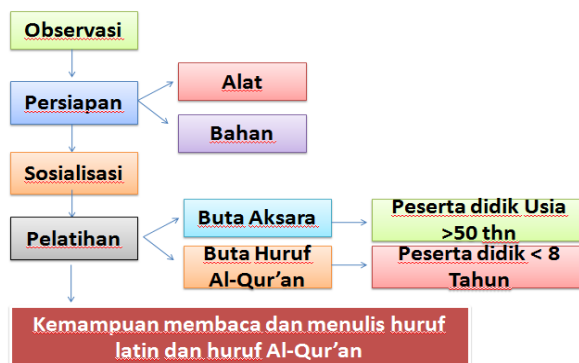 Observasi
Persiapan
Alat
Bahan
Sosialisasi
Pelatihan
Buta Aksara
Peserta didik Usia
>50 thn
Buta Huruf
Al-Qur’an
Peserta didik < 8
Tahun
Kemampuan membaca dan menulis huruf
latin dan huruf Al-Qur’an